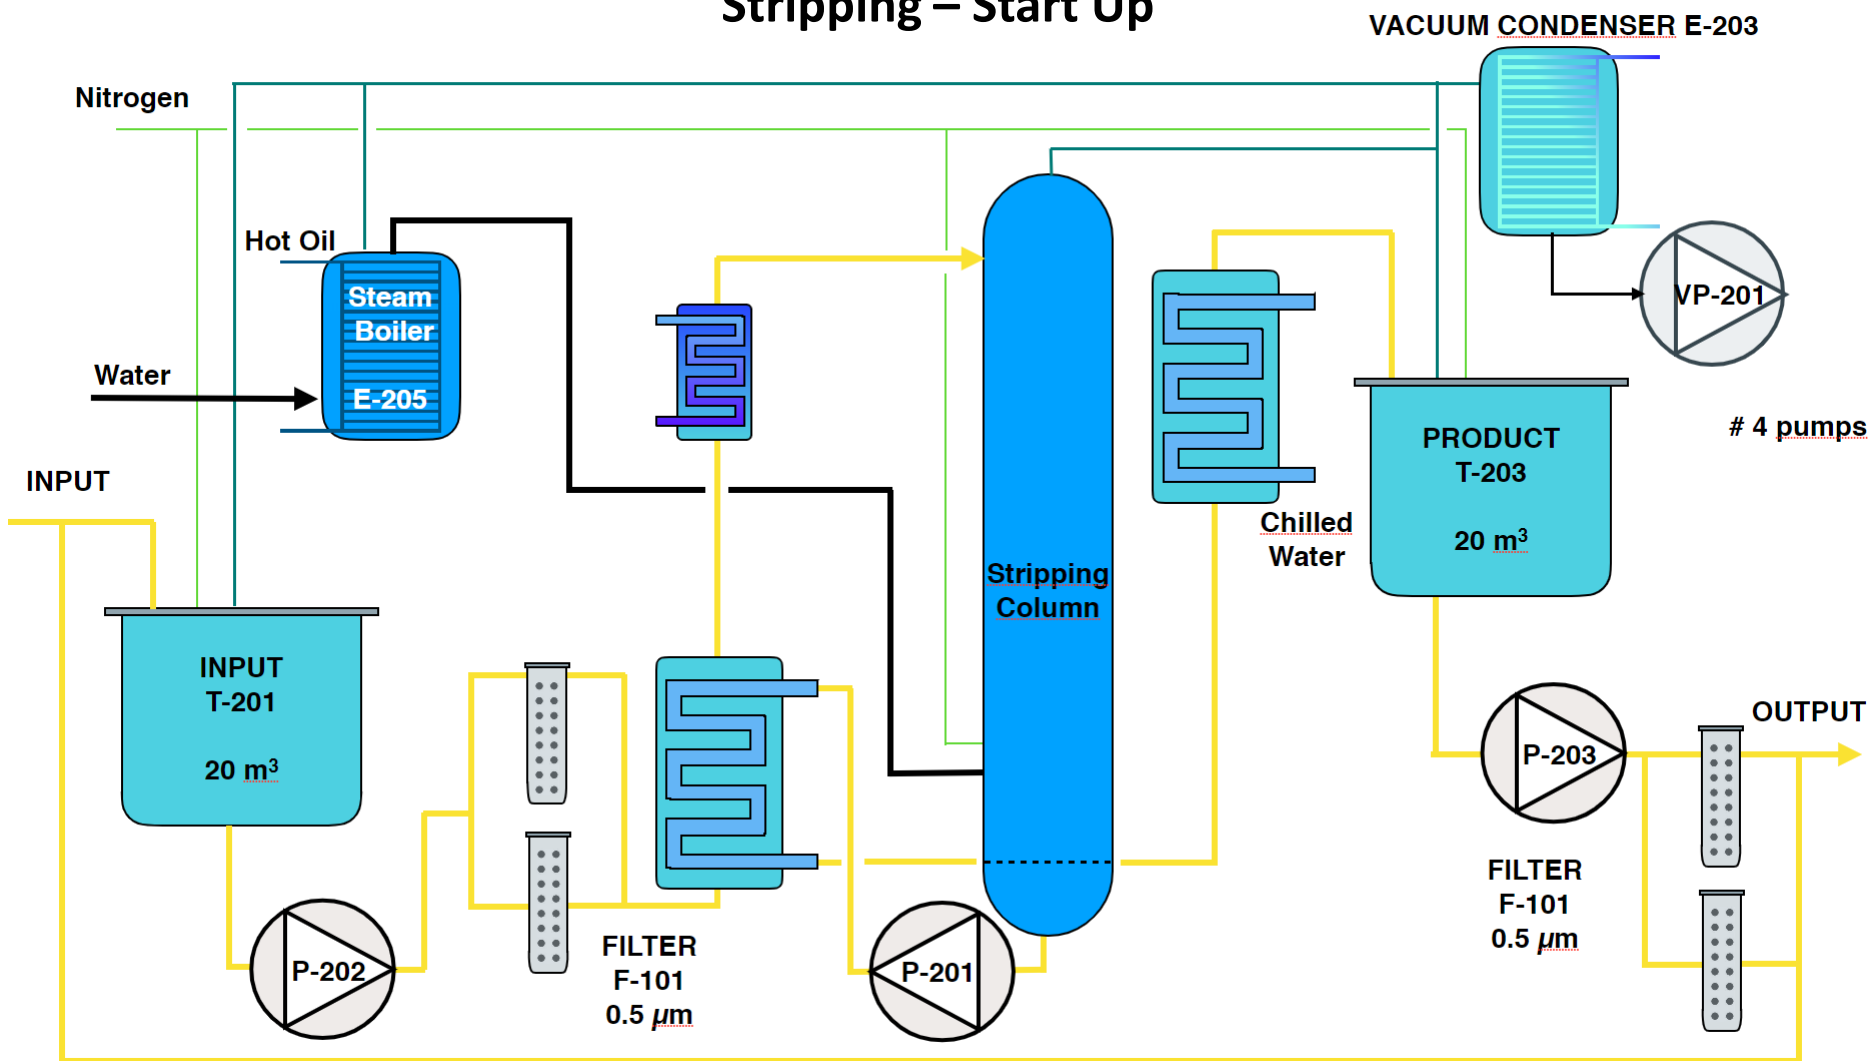 Stripping – Start Up
VACUUM CONDENSER E-203
Nitrogen
Hot Oil
Steam
Boiler
E-205
VP-201
Water
# 4 pumps
INPUT
PRODUCT
T-203
20 m³
Chilled
Water
Stripping
Column
INPUT
T-201
20 m³
OUTPUT
P-203
FILTER
F-101
0.5 µm
P-202
FILTER
F-101
0.5 µm
P-201